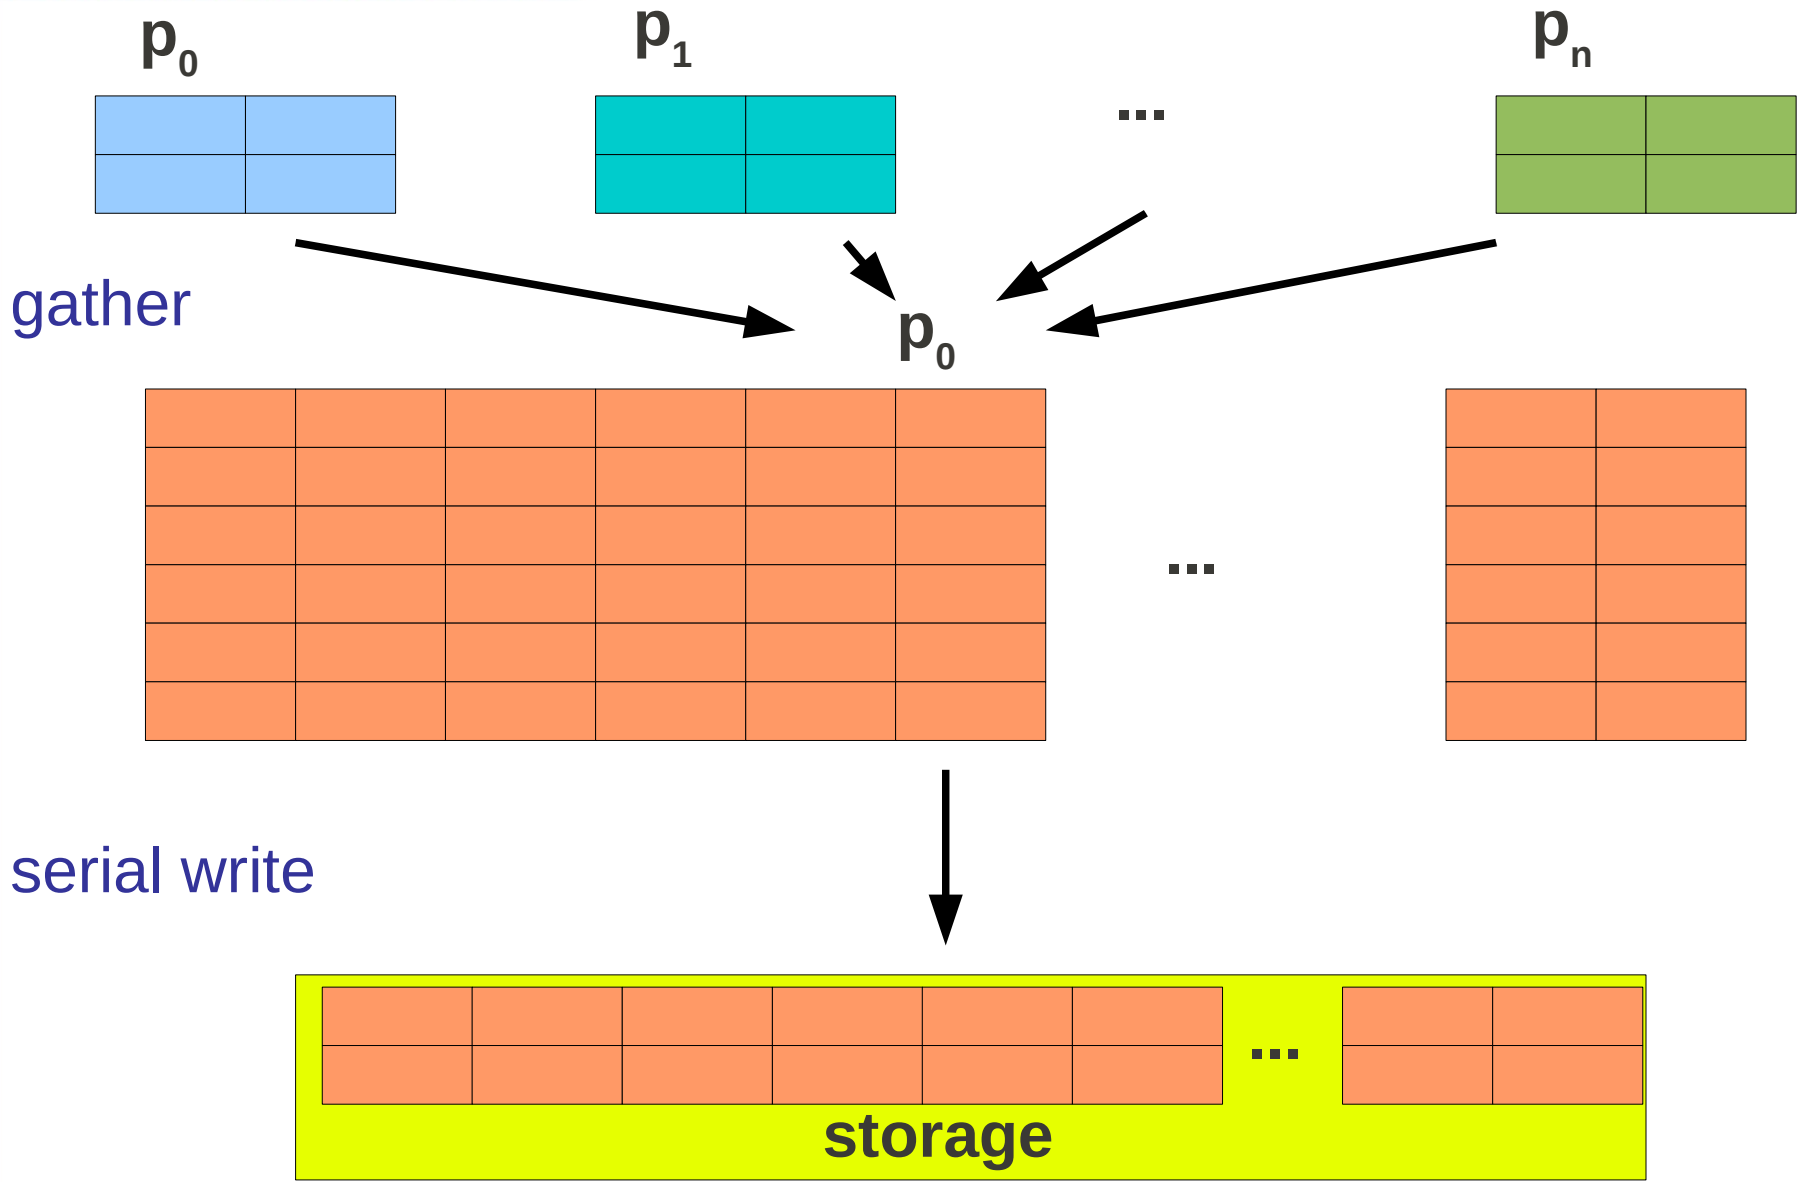 p0 p1 ... pn
gather
p0
...
serial write
...
storage